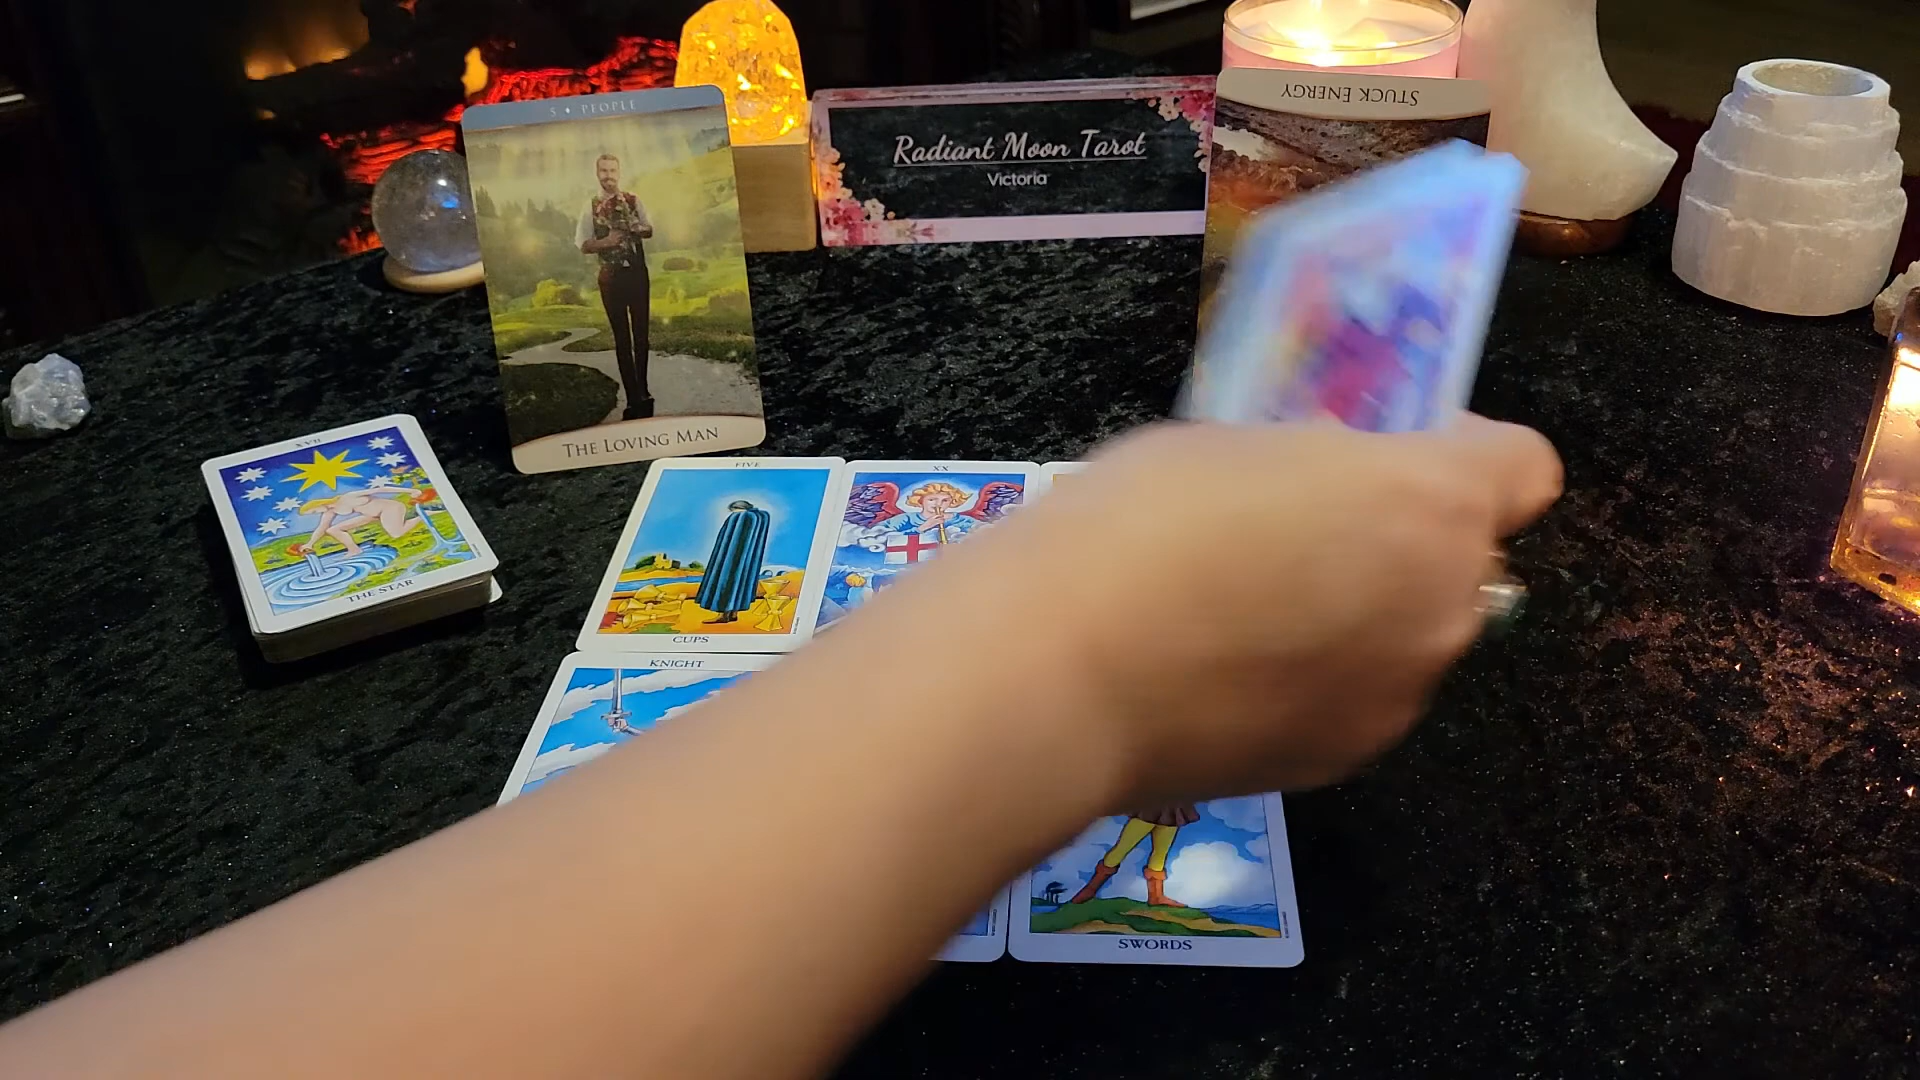 5 ♦ PEOPLE
THE LOVING MAN
Radiant Moon Tarot
Victoria
STUCK ENERGY
XVII
THE STAR
FIVE
CUPS
XX
KNIGHT
SWORDS